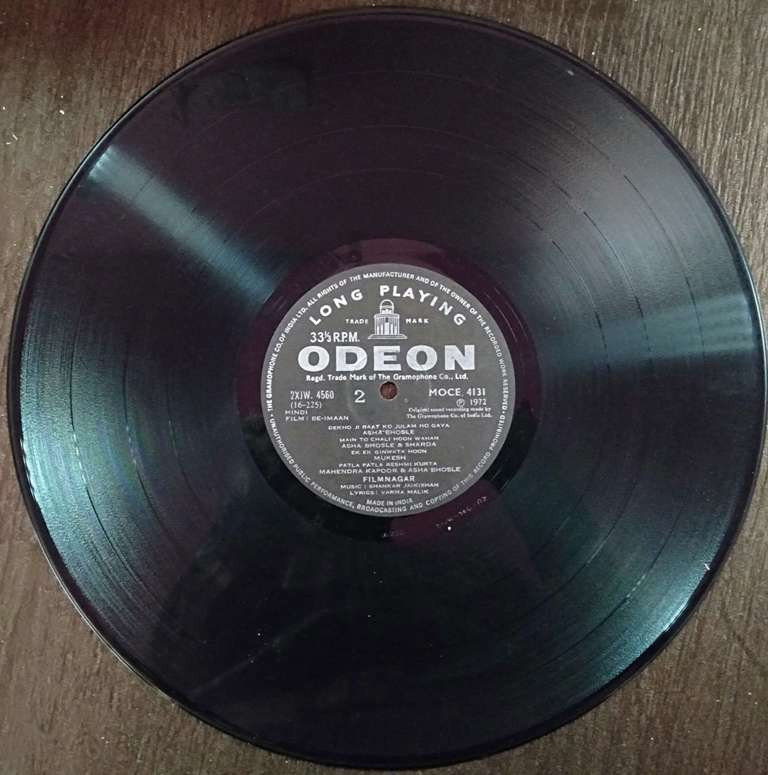 THE GRAMOPHONE CO. OF INDIA LTD. ALL RIGHTS OF THE MANUFACTURER AND OF THE OWNER OF THE RECORDED WORK RESERVED-
UNAUTHORISED PUBLIC PERFORMANCE, BROADCASTING AND COPYING OF THIS RECORD PROHIBITED
LONG PLAYING
TRADE MARK
33⅓ R.P.M.
ODEON
Regd. Trade Mark of The Gramophone Co., Ltd.
2XJW. 4560
(16-225)
2
MOCE 4131
Ⓟ 1972
HINDI
FILM : BE-IMAAN
Original sound recording made by
The Gramophone Co. of India Ltd.
DEKHO JI RAAT KO JULAM HO GAYA
ASHA BHOSLE
MAIN TO CHALI HOON WAHAN
ASHA BHOSLE & SHARDA
EK EK GINWATA HOON
MUKESH
PATLA PATLA RESHMI KURTA
MAHENDRA KAPOOR & ASHA BHOSLE
FILMNAGAR
MUSIC : SHANKAR JAIKISHAN
LYRICS : VARMA MALIK
MADE IN INDIA